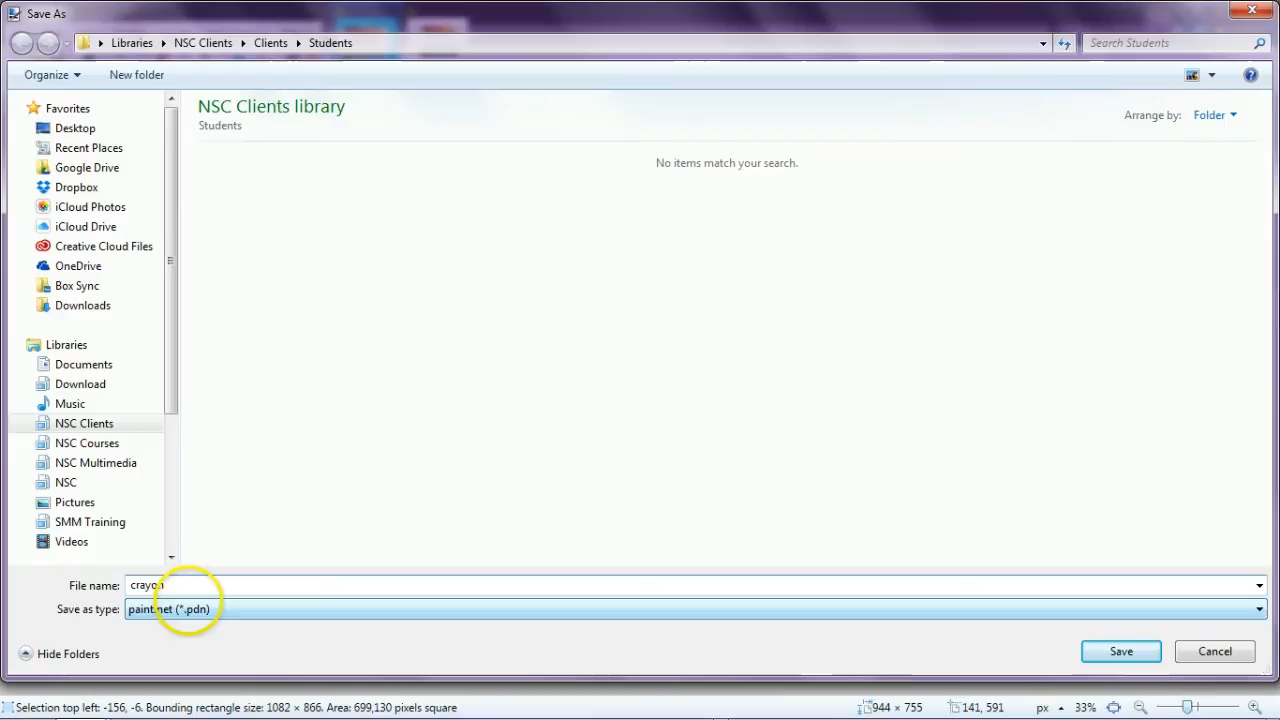 Save As
Libraries NSC Clients Clients Students
Search Students
Organize New folder
Favorites
Desktop
Recent Places
Google Drive
Dropbox
iCloud Photos
iCloud Drive
Creative Cloud Files
OneDrive
Box Sync
Downloads
Libraries
Documents
Download
Music
NSC Clients
NSC Courses
NSC Multimedia
NSC
Pictures
SMM Training
Videos
NSC Clients library
Students
Arrange by: Folder
No items match your search.
File name: crayon
Save as type: paint.net (*.pdn)
Hide Folders
Save Cancel
Selection top left: -156, -6. Bounding rectangle size: 1082 × 866. Area: 699,130 pixels square
944 × 755 141, 591 px 33%